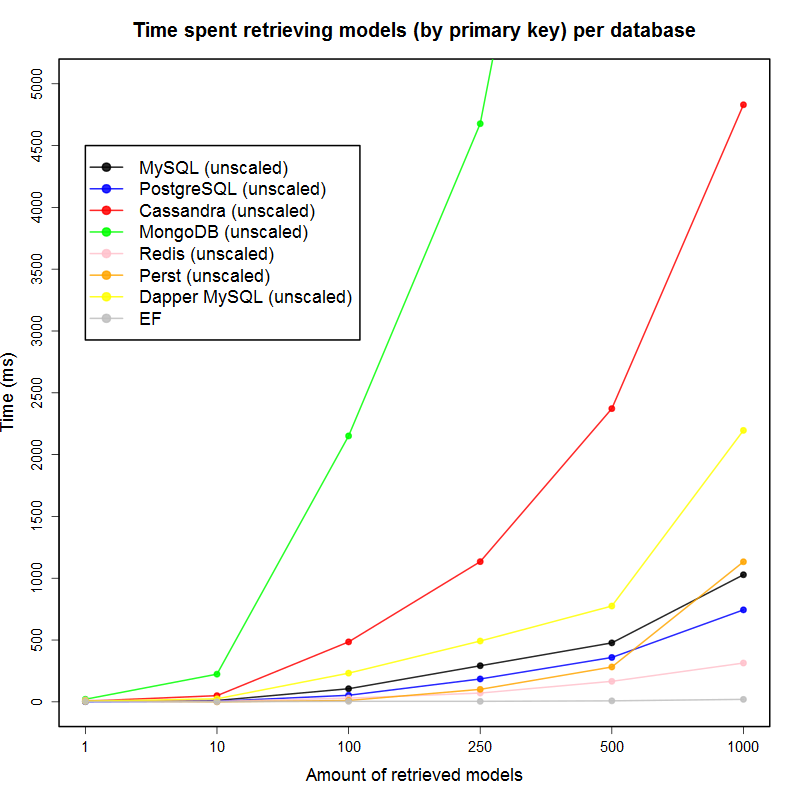 Time spent retrieving models (by primary key) per database
5000
4500
4000
3500
3000
2500
2000
1500
1000
500
0
Time (ms)
MySQL (unscaled)
PostgreSQL (unscaled)
Cassandra (unscaled)
MongoDB (unscaled)
Redis (unscaled)
Perst (unscaled)
Dapper MySQL (unscaled)
EF
1 10 100 250 500 1000
Amount of retrieved models